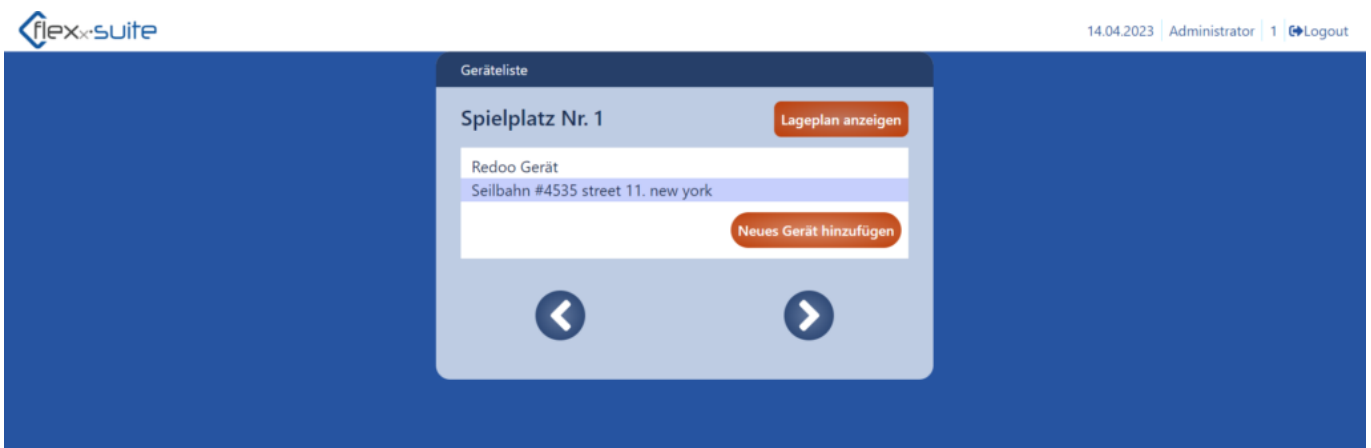 flexx-suite
14.04.2023 Administrator 1 Logout
Geräteliste
Spielplatz Nr. 1
Lageplan anzeigen
Redoo Gerät
Seilbahn #4535 street 11. new york
Neues Gerät hinzufügen